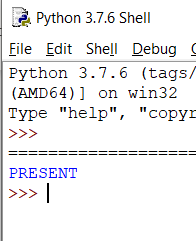 Python 3.7.6 Shell
File Edit Shell Debug
Python 3.7.6 (tags/
(AMD64)] on win32
Type "help", "copyr
>>>
====================
PRESENT
>>>